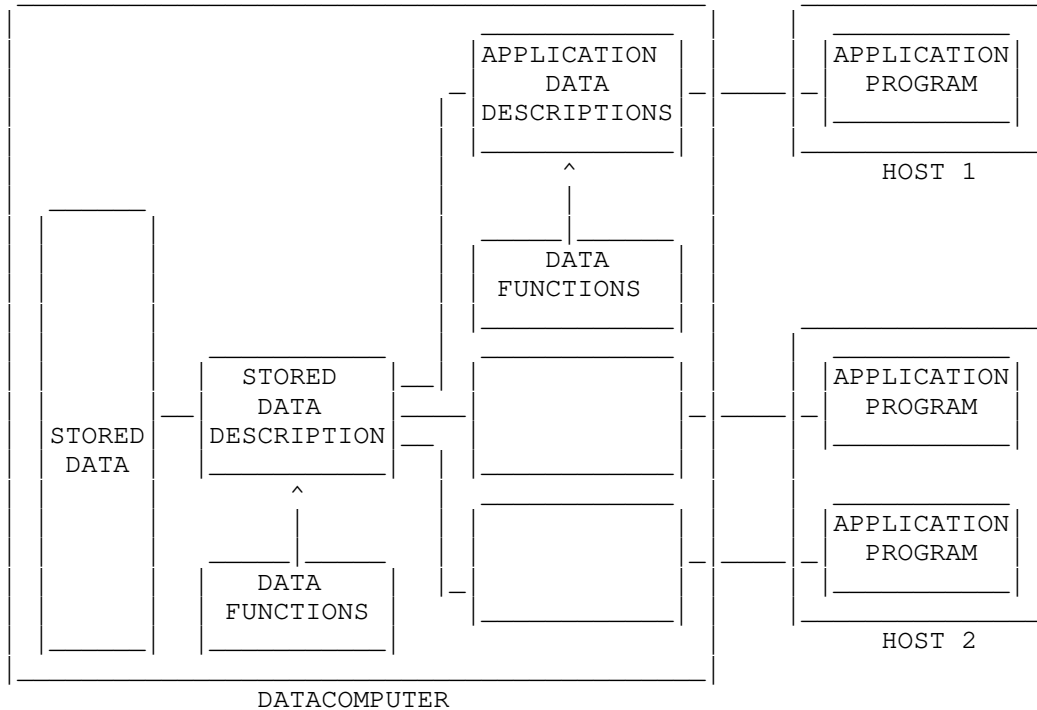 APPLICATION
DATA
DESCRIPTIONS
APPLICATION
PROGRAM
HOST 1
DATA
FUNCTIONS
STORED
DATA
STORED
DATA
DESCRIPTION
DATA
FUNCTIONS
APPLICATION
PROGRAM
APPLICATION
PROGRAM
HOST 2
DATACOMPUTER